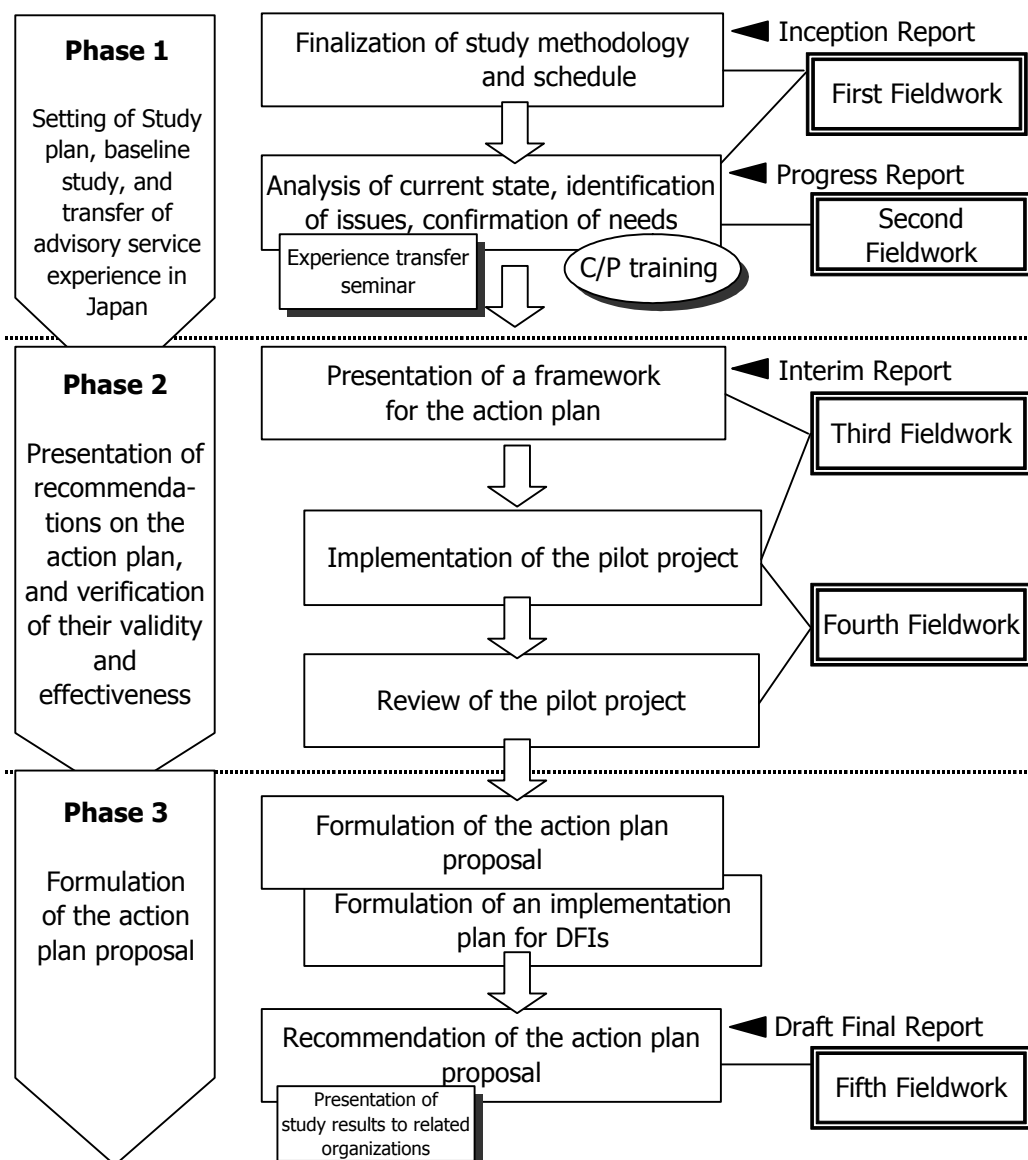 Phase 1
Setting of Study
plan, baseline
study, and
transfer of
advisory service
experience in
Japan
Finalization of study methodology
and schedule
Inception Report
First Fieldwork
Analysis of current state, identification
of issues, confirmation of needs
Experience transfer
seminar
C/P training
Progress Report
Second
Fieldwork
Phase 2
Presentation of
recommenda-
tions on the
action plan,
and verification
of their validity
and
effectiveness
Presentation of a framework
for the action plan
Interim Report
Third Fieldwork
Implementation of the pilot project
Fourth Fieldwork
Review of the pilot project
Phase 3
Formulation
of the action
plan proposal
Formulation of the action plan
proposal
Formulation of an implementation
plan for DFIs
Recommendation of the action plan
proposal
Presentation of
study results to related
organizations
Draft Final Report
Fifth Fieldwork